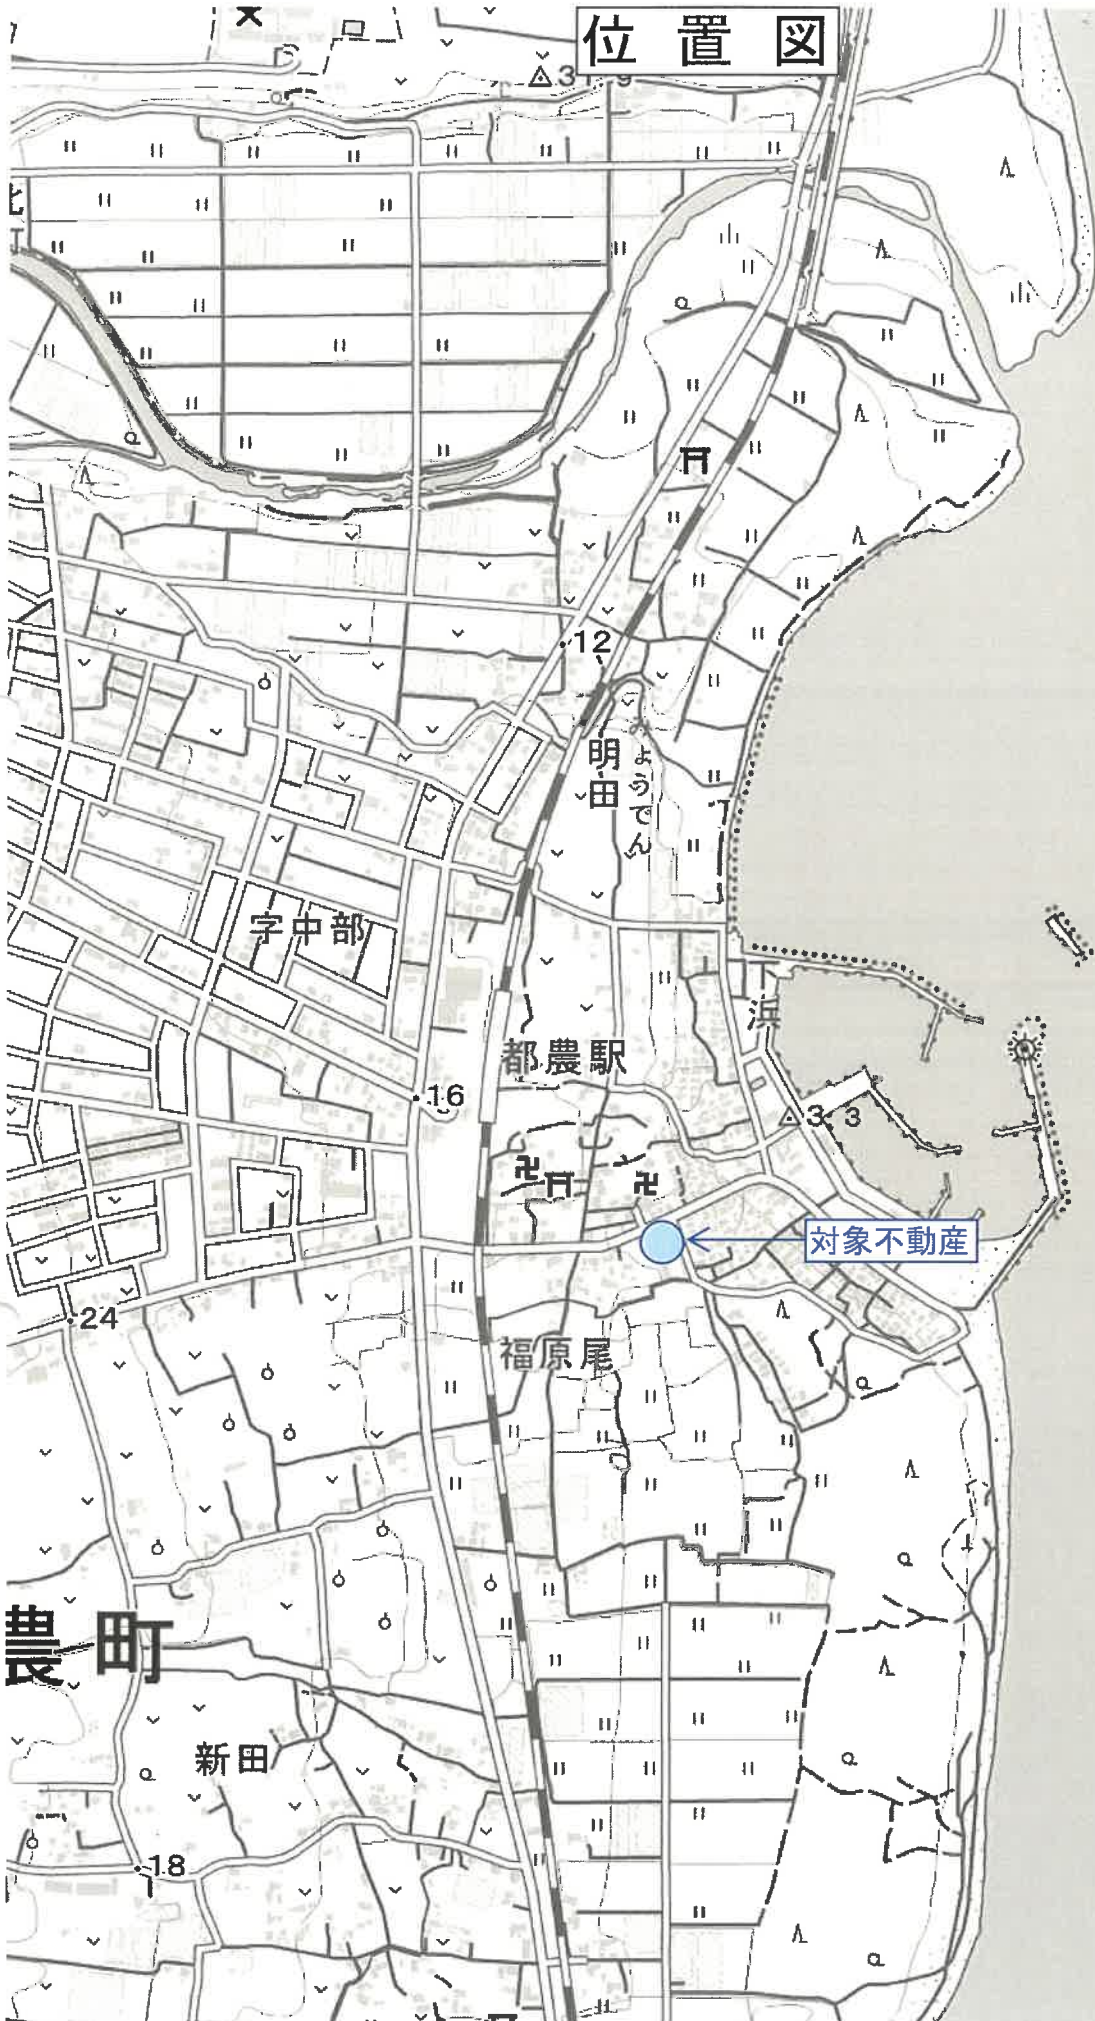 位置図
3 . 9
北
12
明田
みょうでん
字中部
浜
都農駅
16
3.3
対象不動産
24
福原尾
農町
新田
18